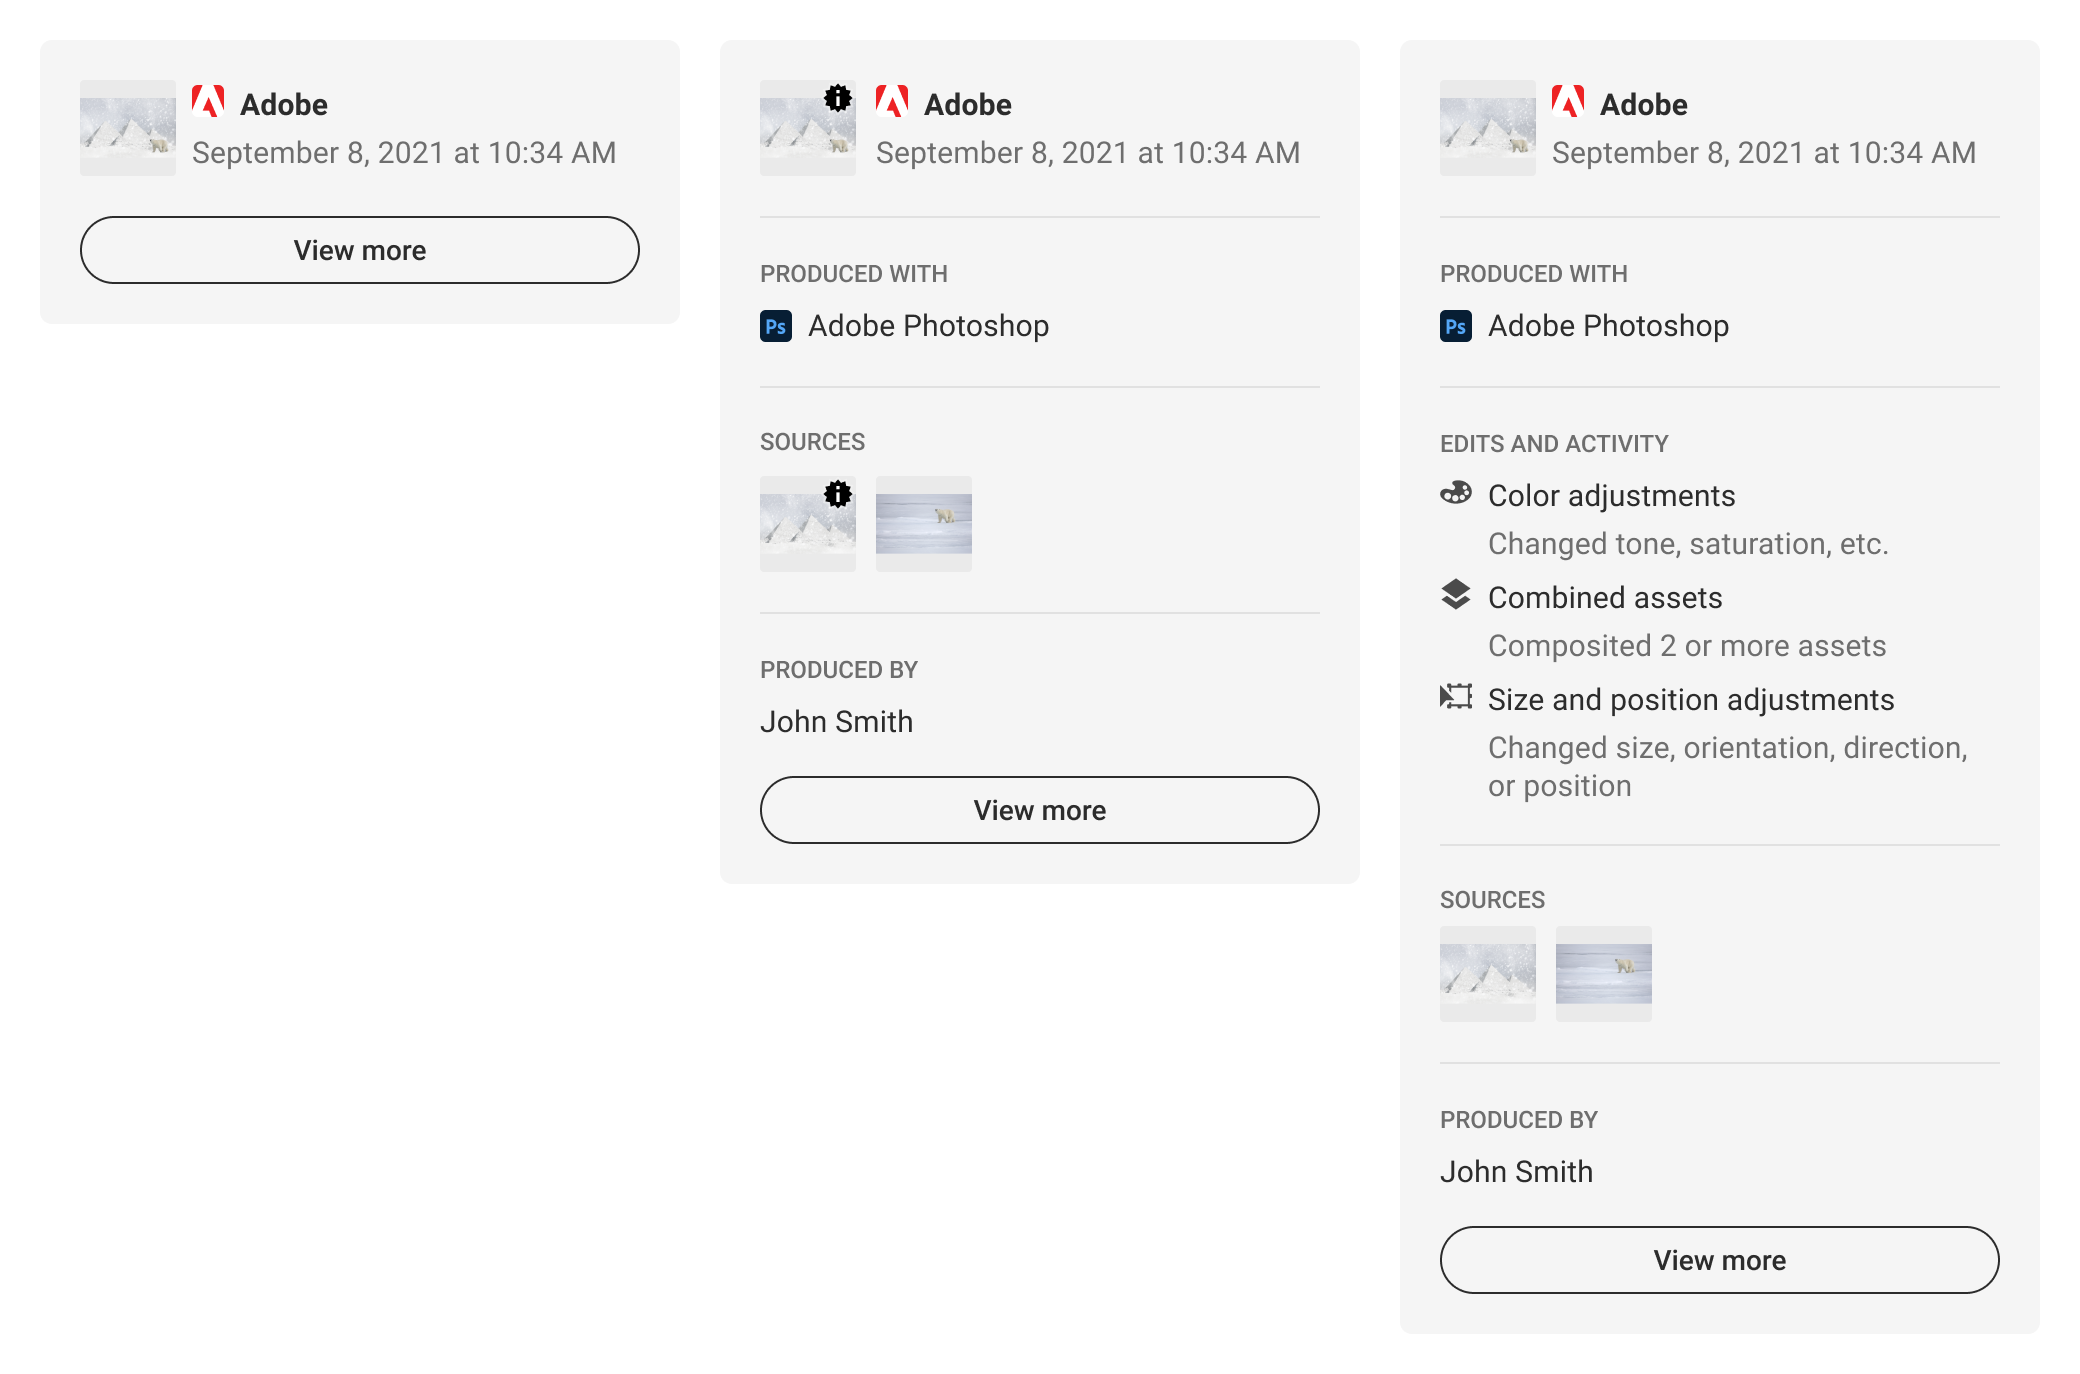 Adobe
September 8, 2021 at 10:34 AM
View more
Adobe
September 8, 2021 at 10:34 AM
PRODUCED WITH
Ps Adobe Photoshop
SOURCES
PRODUCED BY
John Smith
View more
Adobe
September 8, 2021 at 10:34 AM
PRODUCED WITH
Ps Adobe Photoshop
EDITS AND ACTIVITY
Color adjustments
Changed tone, saturation, etc.
Combined assets
Composited 2 or more assets
Size and position adjustments
Changed size, orientation, direction,
or position
SOURCES
PRODUCED BY
John Smith
View more